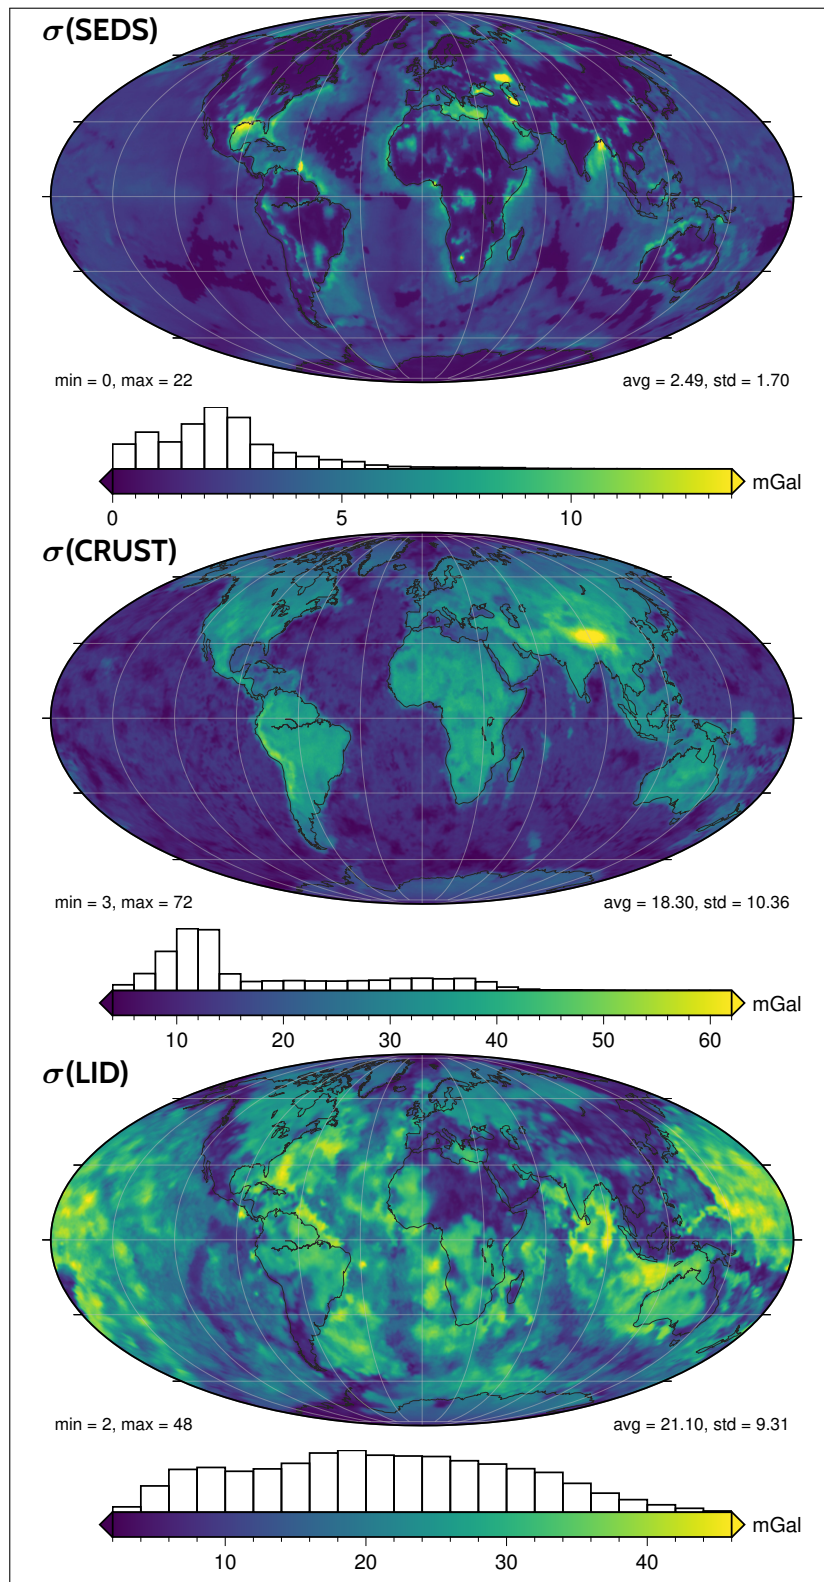 σ(SEDS)
min = 0, max = 22
avg = 2.49, std = 1.70
mGal
0 5 10
σ(CRUST)
min = 3, max = 72
avg = 18.30, std = 10.36
mGal
10 20 30 40 50 60
σ(LID)
min = 2, max = 48
avg = 21.10, std = 9.31
mGal
10 20 30 40